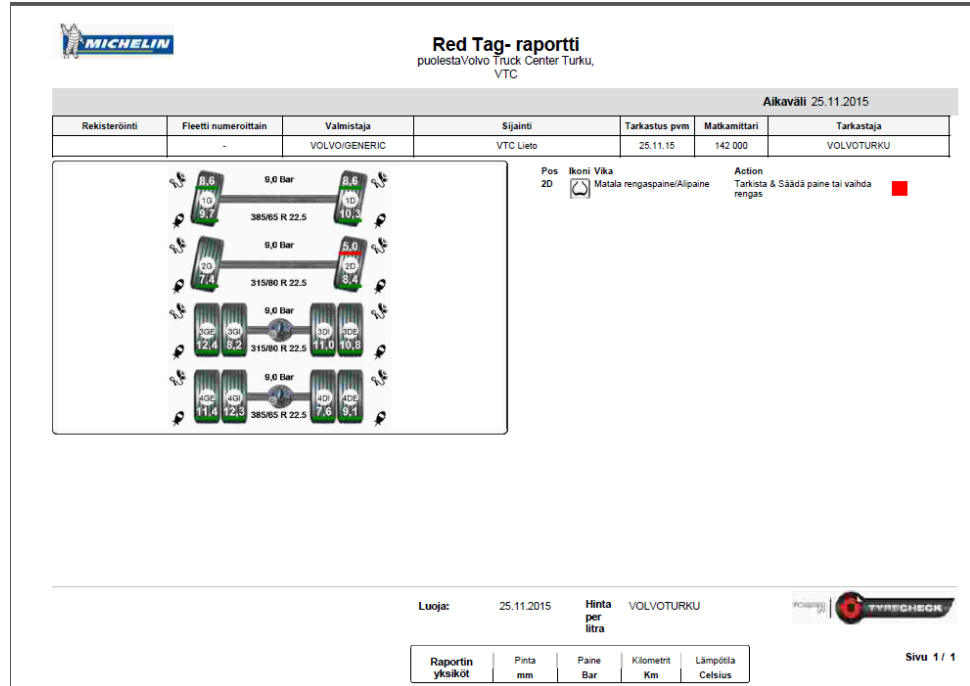 MICHELIN
Red Tag- raportti
puolestaVolvo Truck Center Turku,
VTC
Aikaväli 25.11.2015
Rekisteröinti Fleetti numeroittain Valmistaja Sijainti Tarkastus pvm Matkamittari Tarkastaja
- VOLVO/GENERIC VTC Lieto 25.11.15 142 000 VOLVOTURKU
8.6 9,0 Bar 8.6
1G 1D
9,7 385/65 R 22.5 10,3
9,0 Bar 5.0
2G 2D
7,4 315/80 R 22.5 8,4
9,0 Bar
3GE 3GI 3DI 3DE
12,4 8,2 315/80 R 22.5 11,0 10,8
9,0 Bar
4GE 4GI 4DI 4DE
11,4 12,3 385/65 R 22.5 7,6 9,1
Pos Ikoni Vika Action
2D Matala rengaspaine/Alipaine Tarkista & Säädä paine tai vaihda
rengas
Luoja: 25.11.2015 Hinta VOLVOTURKU
per
litra
TYRECHECK
Raportin Pinta Paine Kilometrit Lämpötila
yksiköt mm Bar Km Celsius
Sivu 1 / 1